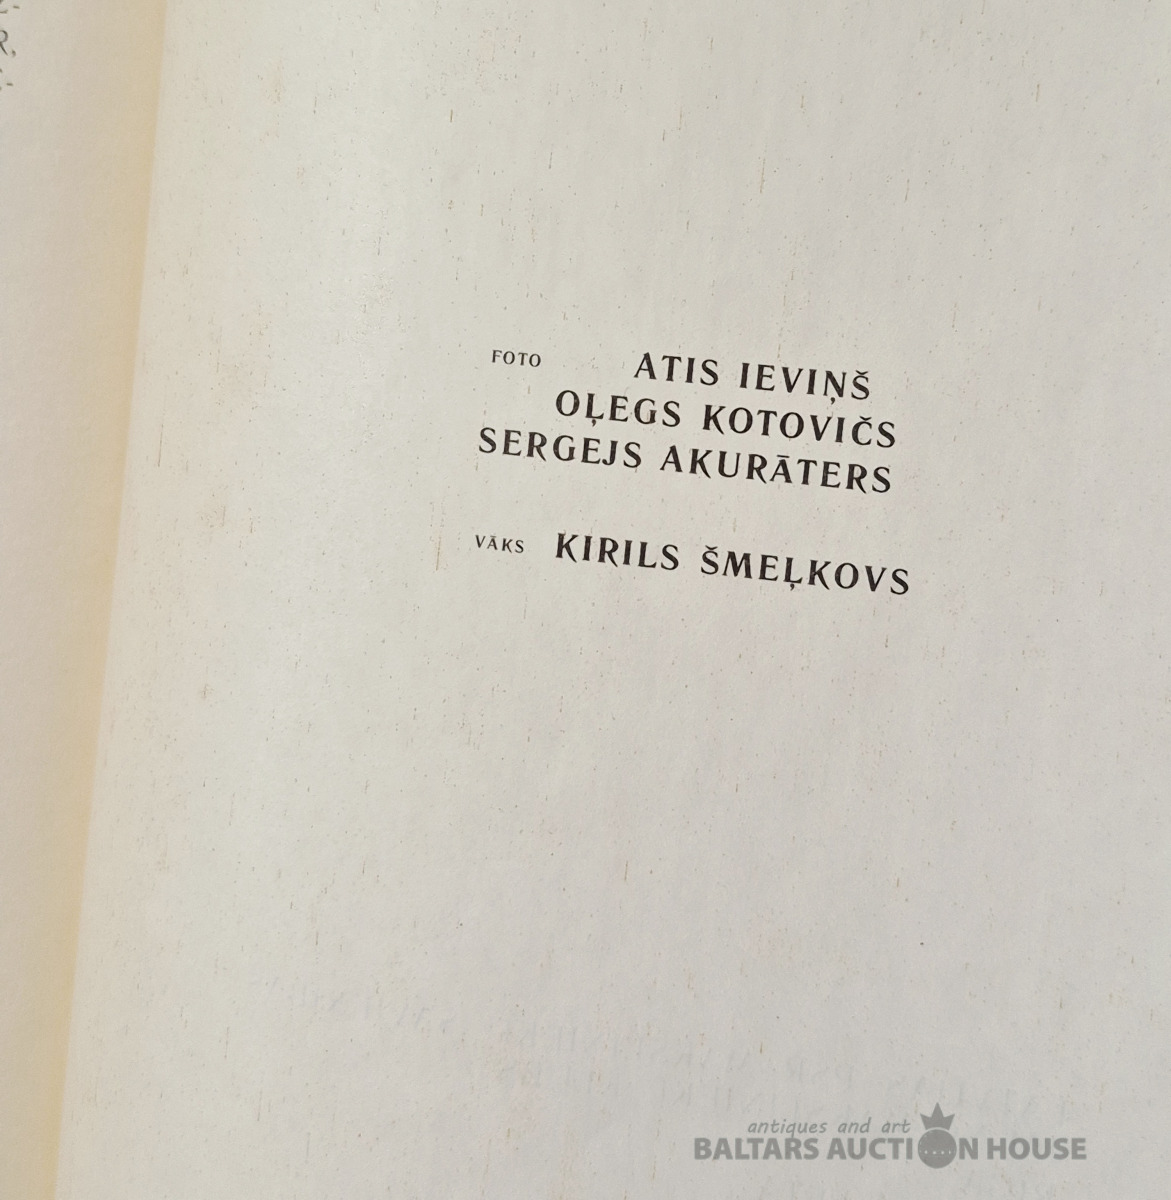 FOTO ATIS IEVIŅŠ
OĻEGS KOTOVIČS
SERGEJS AKURĀTERS
VĀKS KIRILS ŠMEĻKOVS
antiques and art
BALTARS AUCTION HOUSE